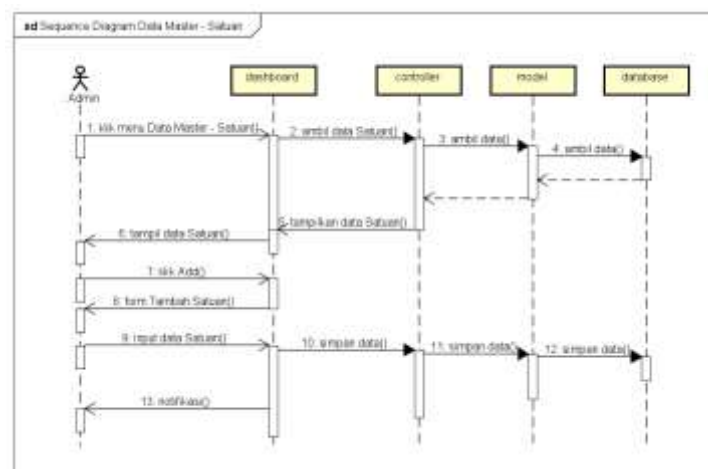 sd Sequence Diagram Data Master - Satuan
Admin
dashboard
controller
model
database
1. klik menu Data Master - Satuan()
2. ambil data Satuan()
3. ambil data()
4. ambil data()
5. tampilkan data Satuan()
6. tampil data Satuan()
7. klik Add()
8. form Tambah Satuan()
9. input data Satuan()
10. simpan data()
11. simpan data()
12. simpan data()
13. notifikasi()